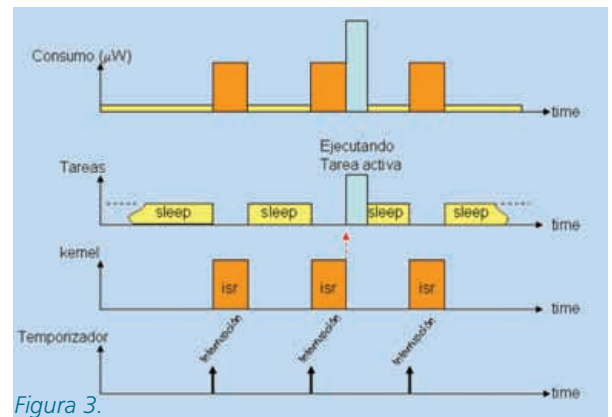 Consumo (µW)
time
Ejecutando
Tarea activa
Tareas
sleep
sleep
sleep
sleep
time
kernel
isr
isr
isr
time
Interrupción
Interrupción
Interrupción
Temporizador
time
Figura 3.